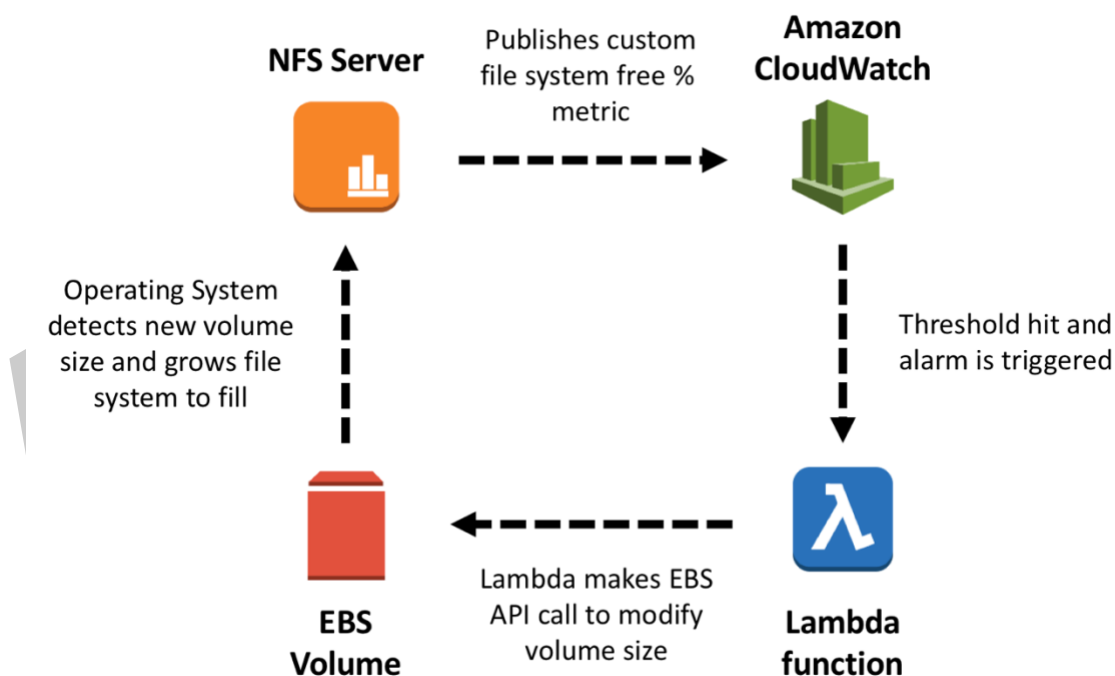 NFS Server
Publishes custom
file system free %
metric
Amazon
CloudWatch
Operating System
detects new volume
size and grows file
system to fill
Threshold hit and
alarm is triggered
EBS
Volume
Lambda makes EBS
API call to modify
volume size
λ
Lambda
function